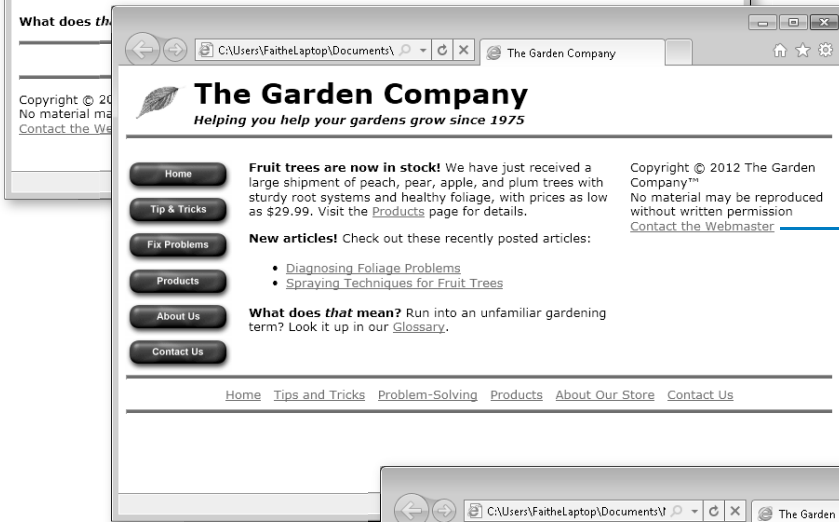 What does th
Copyright © 20
No material ma
Contact the We
C:\Users\FaitheLaptop\Documents\
The Garden Company
The Garden Company
Helping you help your gardens grow since 1975
Home
Tip & Tricks
Fix Problems
Products
About Us
Contact Us
Fruit trees are now in stock! We have just received a
large shipment of peach, pear, apple, and plum trees with
sturdy root systems and healthy foliage, with prices as low
as $29.99. Visit the Products page for details.
New articles! Check out these recently posted articles:
• Diagnosing Foliage Problems
• Spraying Techniques for Fruit Trees
What does that mean? Run into an unfamiliar gardening
term? Look it up in our Glossary.
Copyright © 2012 The Garden
Company™
No material may be reproduced
without written permission
Contact the Webmaster
Home Tips and Tricks Problem-Solving Products About Our Store Contact Us
C:\Users\FaitheLaptop\Documents\
The Garden